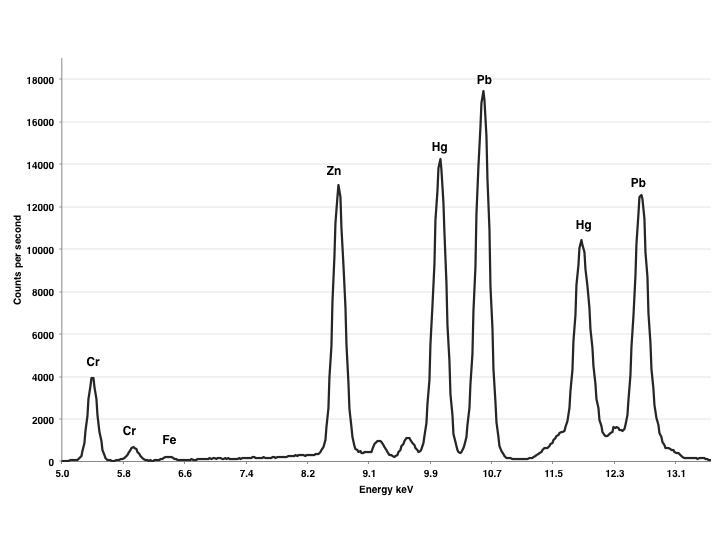 18000
16000
14000
12000
10000
8000
6000
4000
2000
0
Counts per second
Cr
Cr
Fe
Zn
Hg
Pb
Hg
Pb
5.0 5.8 6.6 7.4 8.2 9.1 9.9 10.7 11.5 12.3 13.1
Energy keV